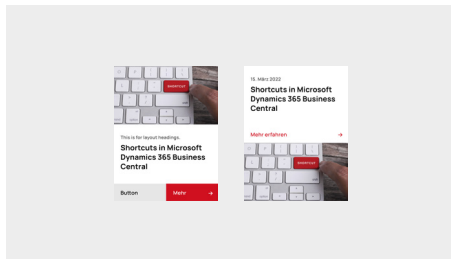 SHORTCUT
This is for layout headings.
Shortcuts in Microsoft
Dynamics 365 Business
Central
Button
Mehr →
15. März 2022
Shortcuts in Microsoft
Dynamics 365 Business
Central
Mehr erfahren →
SHORTCUT